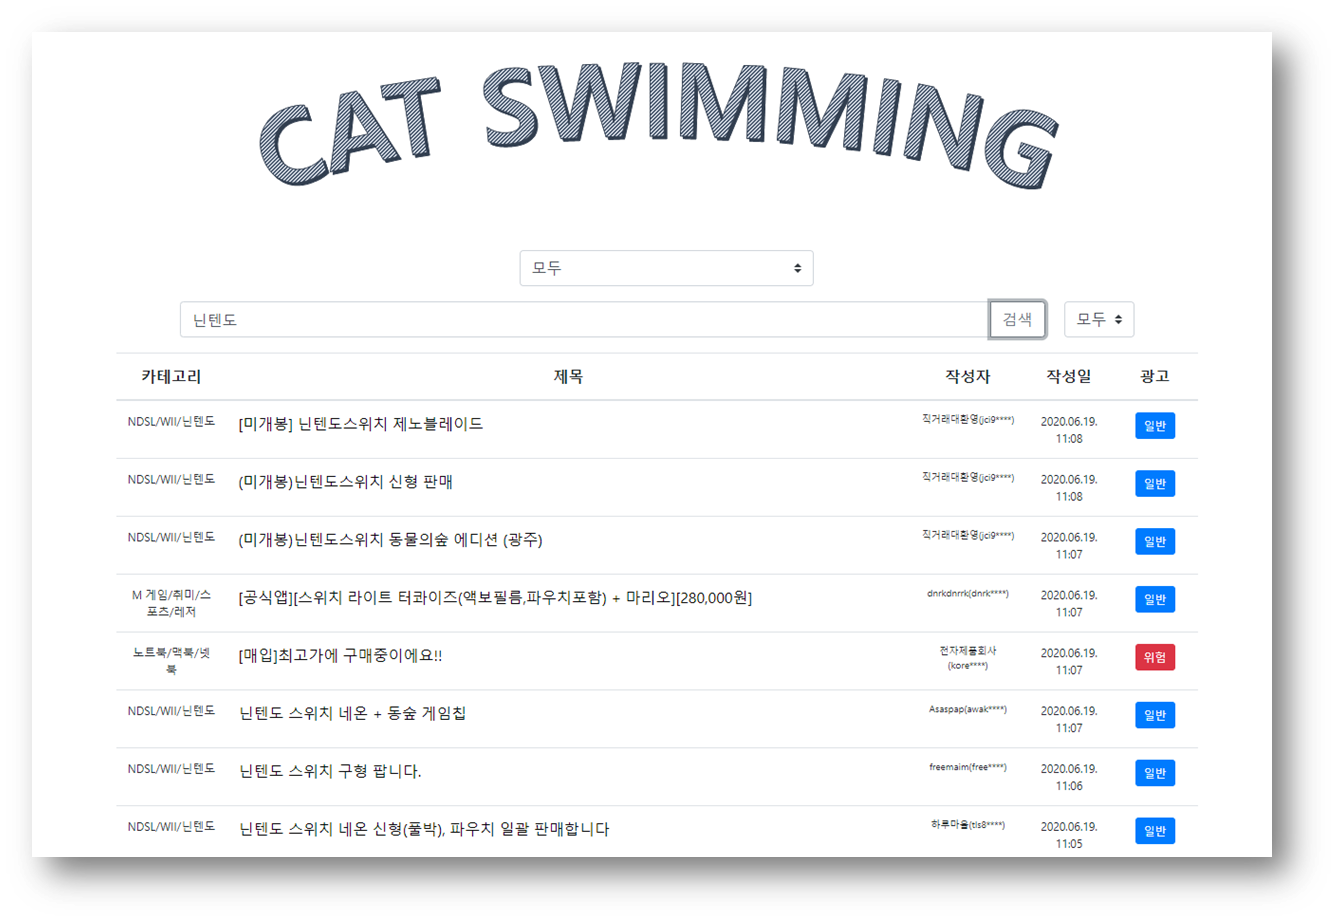 CAT SWIMMING
모두
닌텐도 검색 모두
카테고리 제목 작성자 작성일 광고
NDSL/WII/닌텐도 [미개봉] 닌텐도스위치 제노블레이드 직거래대환영(jci9****) 2020.06.19. 일반
11:08
NDSL/WII/닌텐도 (미개봉)닌텐도스위치 신형 판매 직거래대환영(jci9****) 2020.06.19. 일반
11:08
NDSL/WII/닌텐도 (미개봉)닌텐도스위치 동물의숲 에디션 (광주) 직거래대환영(jci9****) 2020.06.19. 일반
11:07
M 게임/취미/스 [공식앱][스위치 라이트 터콰이즈(액보필름,파우치포함) + 마리오][280,000원] dnrkdnrrk(dnrk****) 2020.06.19. 일반
포츠/레저 11:07
노트북/맥북/넷 [매입]최고가에 구매중이에요!! 전자제품회사 2020.06.19. 위험
북 (kore****) 11:07
NDSL/WII/닌텐도 닌텐도 스위치 네온 + 동숲 게임칩 Asaspap(awak****) 2020.06.19. 일반
11:07
NDSL/WII/닌텐도 닌텐도 스위치 구형 팝니다. freemaim(free****) 2020.06.19. 일반
11:06
NDSL/WII/닌텐도 닌텐도 스위치 네온 신형(풀박), 파우치 일괄 판매합니다 하루마을(tls8****) 2020.06.19. 일반
11:05